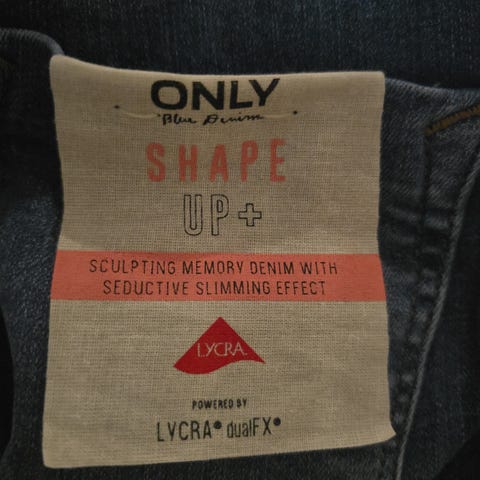 ONLY
Blue Denim
SHAPE
UP+
SCULPTING MEMORY DENIM WITH
SEDUCTIVE SLIMMING EFFECT
LYCRA
POWERED BY
LYCRA® dualFX®